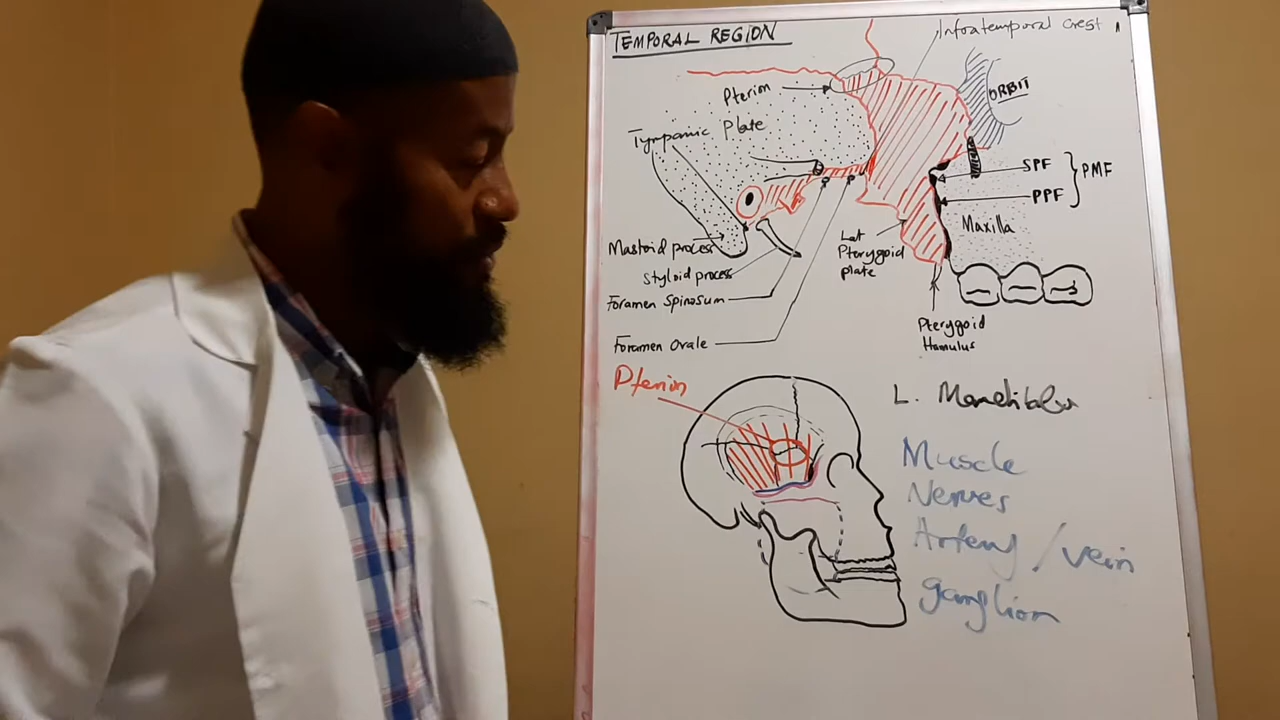 TEMPORAL REGION
Infratemporal crest
Pterion
ORBIT
Tympanic Plate
SPF
PMF
PPF
Maxilla
Mastoid process
Styloid process
Lat
Pterygoid
plate
Foramen Spinosum
Foramen Ovale
Pterygoid
Hamulus
Pterion
L. Mandibular
Muscle
Nerves
Artery / vein
ganglion